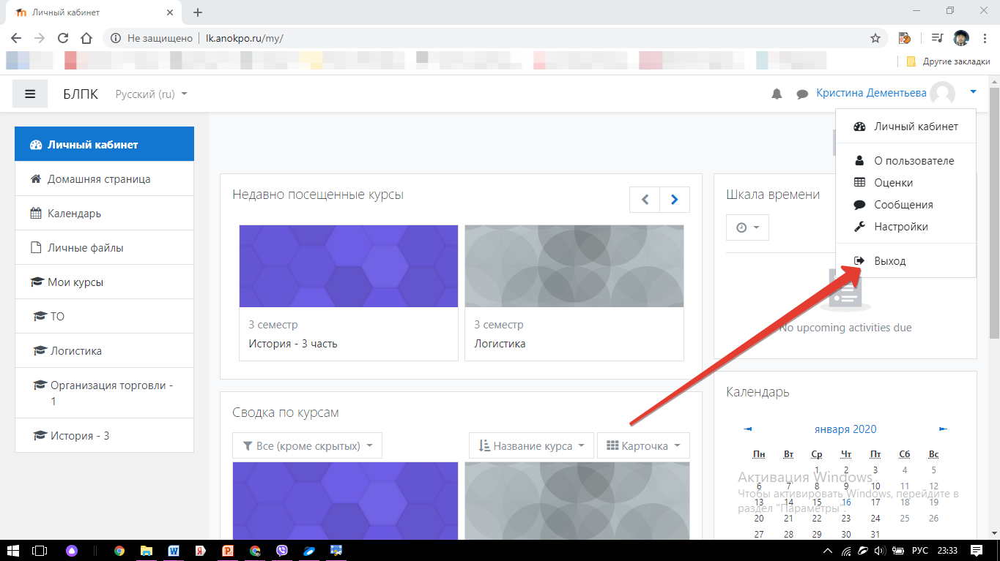 Личный кабинет
Не защищено
lk.anokpo.ru/my/
Другие закладки
БЛПК
Русский (ru)
Кристина Дементьева
Личный кабинет
О пользователе
Оценки
Сообщения
Настройки
Выход
Личный кабинет
Домашняя страница
Календарь
Личные файлы
Мои курсы
ТО
Логистика
Организация торговли -
1
История - 3
Недавно посещенные курсы
3 семестр
История - 3 часть
3 семестр
Логистика
Сводка по курсам
Все (кроме скрытых)
Название курса
Карточка
Шкала времени
No upcoming activities due
Календарь
января 2020
Пн Вт Ср Чт Пт Сб Вс
1 2 3 4 5
6 7 8 9 10 11 12
13 14 15 16 17 18 19
20 21 22 23 24 25 26
27 28 29 30 31
Активация Windows
Чтобы активировать Windows, перейдите в
раздел "Параметры".
РУС
23:33